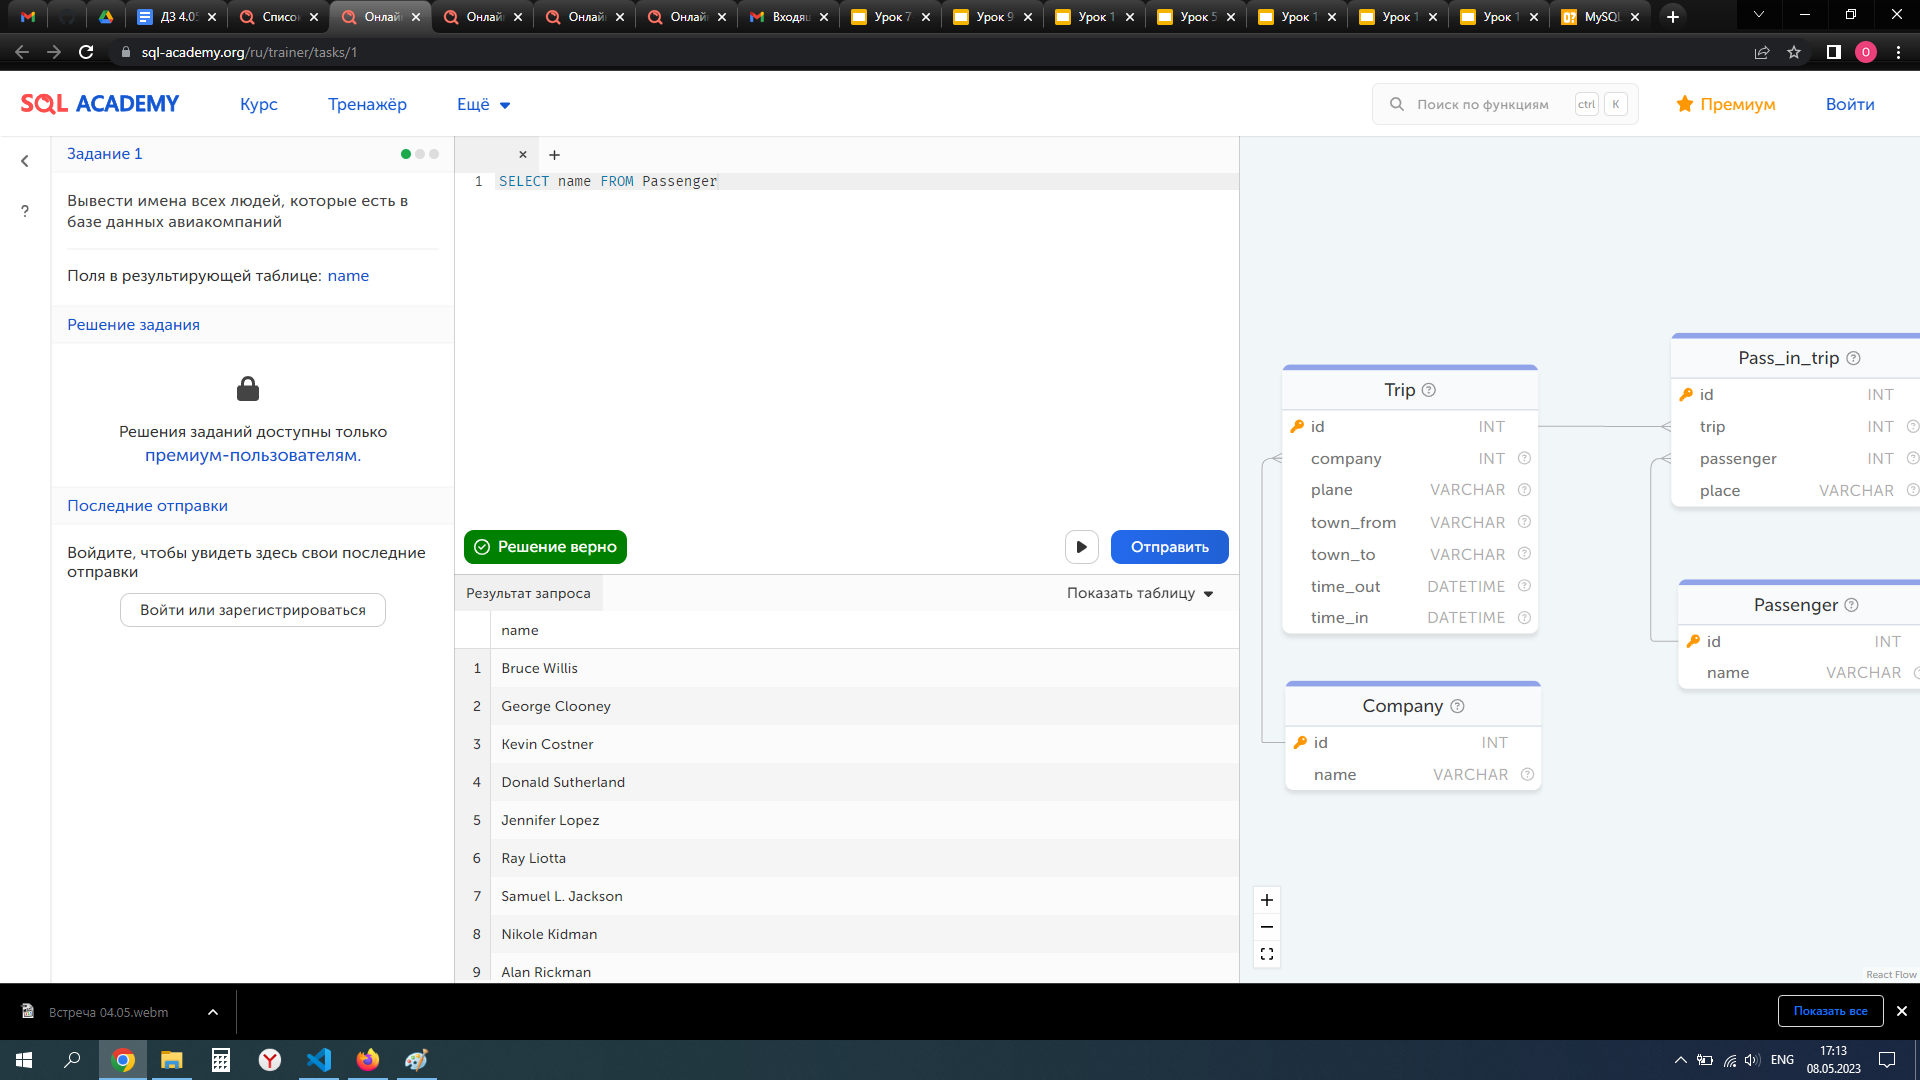 ДЗ 4.05
Список
Онлайн
Онлайн
Онлайн
Онлайн
Входящ
Урок 7
Урок 9
Урок 1
Урок 5
Урок 1
Урок 1
Урок 1
MySQL
sql-academy.org/ru/trainer/tasks/1
O
SQL ACADEMY
Курс
Тренажёр
Ещё
Поиск по функциям
ctrl
K
Премиум
Войти
Задание 1
Вывести имена всех людей, которые есть в
базе данных авиакомпаний
Поля в результирующей таблице: name
Решение задания
Решения заданий доступны только
премиум-пользователям.
Последние отправки
Войдите, чтобы увидеть здесь свои последние
отправки
Войти или зарегистрироваться
1 SELECT name FROM Passenger
Решение верно
Отправить
Результат запроса
Показать таблицу
name
1 Bruce Willis
2 George Clooney
3 Kevin Costner
4 Donald Sutherland
5 Jennifer Lopez
6 Ray Liotta
7 Samuel L. Jackson
8 Nikole Kidman
9 Alan Rickman
Trip
id INT
company INT
plane VARCHAR
town_from VARCHAR
town_to VARCHAR
time_out DATETIME
time_in DATETIME
Company
id INT
name VARCHAR
Pass_in_trip
id INT
trip INT
passenger INT
place VARCHAR
Passenger
id INT
name VARCHAR
React Flow
Встреча 04.05.webm
Показать все
ENG
17:13
08.05.2023